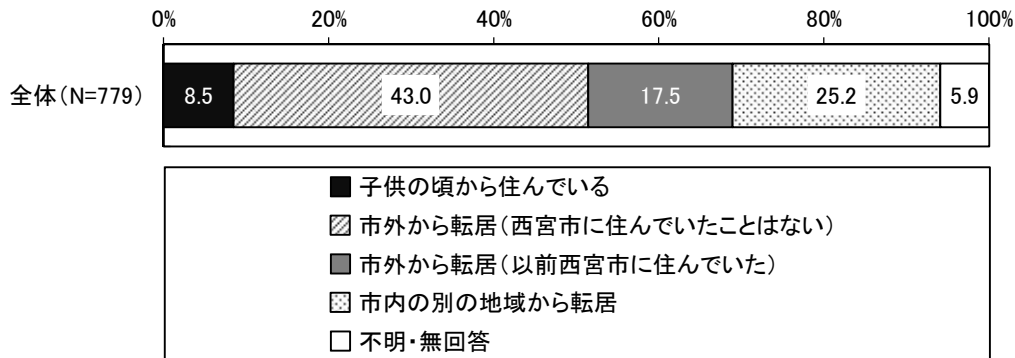 0% 20% 40% 60% 80% 100%
全体(N=779) 8.5 43.0 17.5 25.2 5.9
子供の頃から住んでいる
市外から転居(西宮市に住んでいたことはない)
市外から転居(以前西宮市に住んでいた)
市内の別の地域から転居
不明・無回答